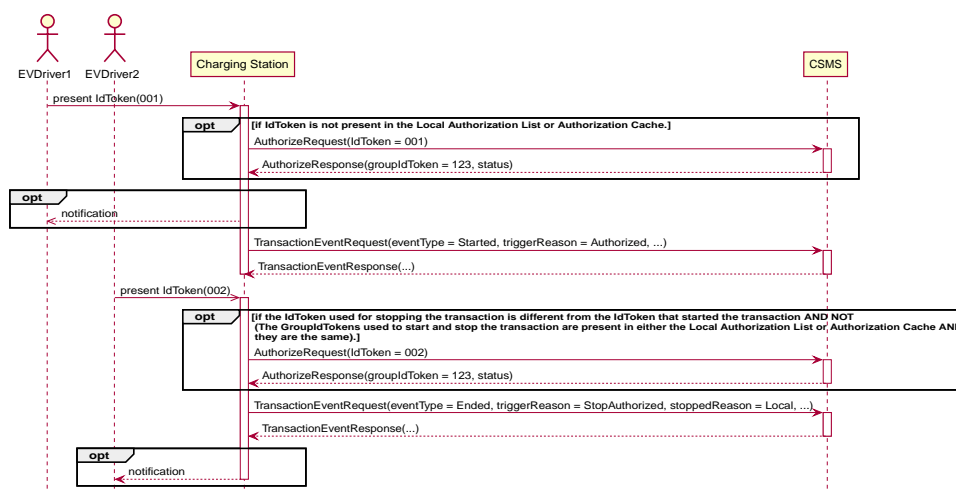 EVDriver1
EVDriver2
Charging Station
CSMS
present IdToken(001)
opt
[if IdToken is not present in the Local Authorization List or Authorization Cache.]
AuthorizeRequest(IdToken = 001)
AuthorizeResponse(groupIdToken = 123, status)
opt
notification
TransactionEventRequest(eventType = Started, triggerReason = Authorized, ...)
TransactionEventResponse(...)
present IdToken(002)
opt
[if the IdToken used for stopping the transaction is different from the IdToken that started the transaction AND NOT
(The GroupIdTokens used to start and stop the transaction are present in either the Local Authorization List or Authorization Cache AN
they are the same).]
AuthorizeRequest(IdToken = 002)
AuthorizeResponse(groupIdToken = 123, status)
TransactionEventRequest(eventType = Ended, triggerReason = StopAuthorized, stoppedReason = Local, ...)
TransactionEventResponse(...)
opt
notification